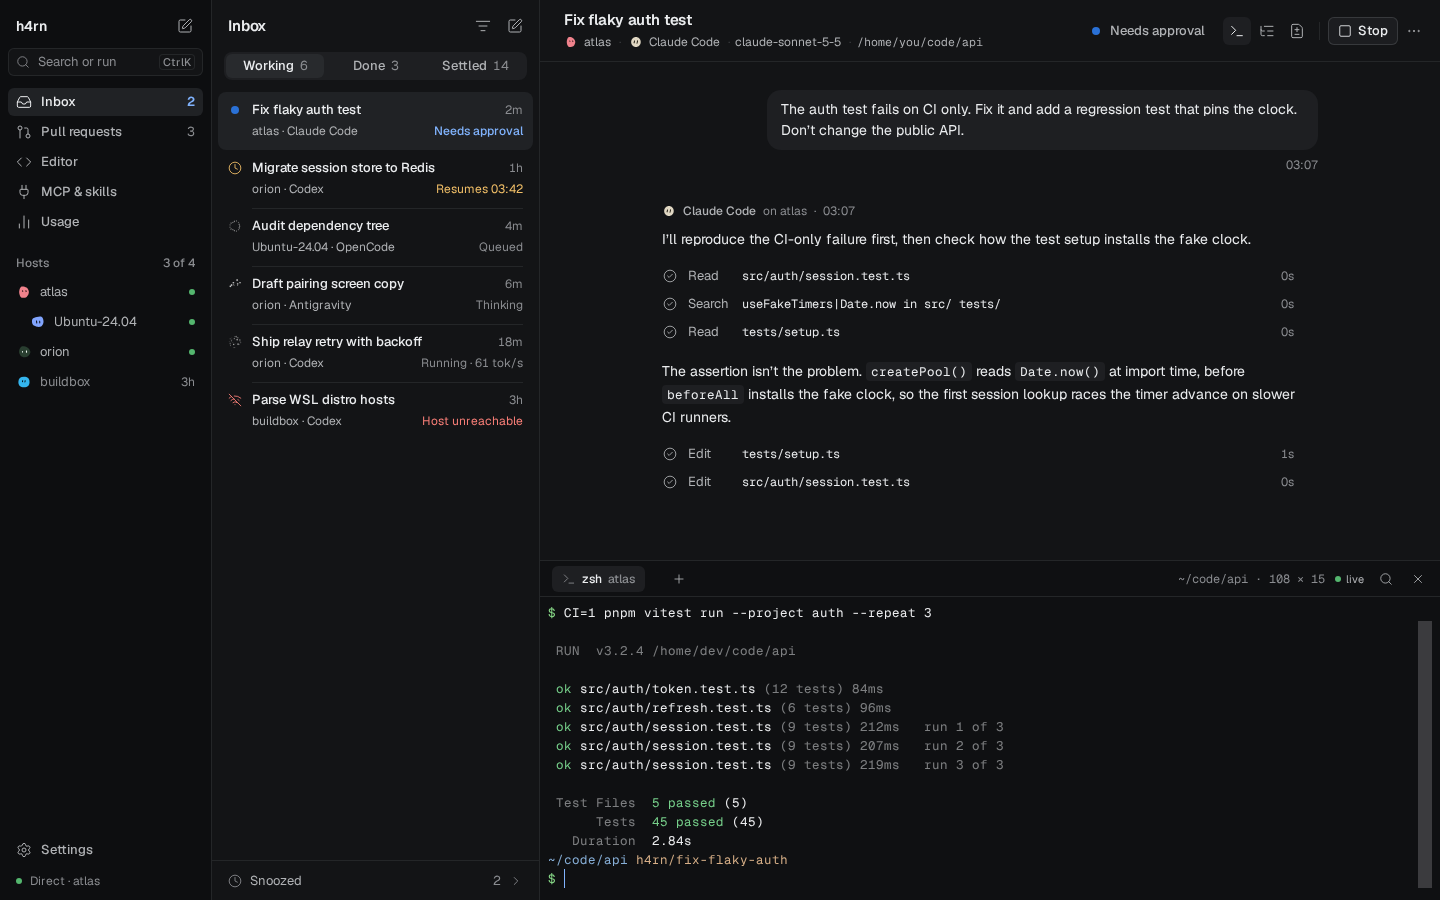 h4rn
Search or run CtrlK
Inbox 2
Pull requests 3
Editor
MCP & skills
Usage
Hosts 3 of 4
atlas
Ubuntu-24.04
orion
buildbox 3h
Settings
Direct · atlas
Inbox
Working 6 Done 3 Settled 14
Fix flaky auth test 2m
atlas · Claude Code Needs approval
Migrate session store to Redis 1h
orion · Codex Resumes 03:42
Audit dependency tree 4m
Ubuntu-24.04 · OpenCode Queued
Draft pairing screen copy 6m
orion · Antigravity Thinking
Ship relay retry with backoff 18m
orion · Codex Running · 61 tok/s
Parse WSL distro hosts 3h
buildbox · Codex Host unreachable
Snoozed 2
Fix flaky auth test
atlas · Claude Code · claude-sonnet-5-5 · /home/you/code/api
Needs approval
Stop
The auth test fails on CI only. Fix it and add a regression test that pins the clock.
Don’t change the public API.
03:07
Claude Code on atlas · 03:07
I’ll reproduce the CI-only failure first, then check how the test setup installs the fake clock.
Read src/auth/session.test.ts 0s
Search useFakeTimers|Date.now in src/ tests/ 0s
Read tests/setup.ts 0s
The assertion isn’t the problem. createPool() reads Date.now() at import time, before
beforeAll installs the fake clock, so the first session lookup races the timer advance on slower
CI runners.
Edit tests/setup.ts 1s
Edit src/auth/session.test.ts 0s
zsh atlas
~/code/api · 108 × 15 live
$ CI=1 pnpm vitest run --project auth --repeat 3
RUN v3.2.4 /home/dev/code/api
ok src/auth/token.test.ts (12 tests) 84ms
ok src/auth/refresh.test.ts (6 tests) 96ms
ok src/auth/session.test.ts (9 tests) 212ms run 1 of 3
ok src/auth/session.test.ts (9 tests) 207ms run 2 of 3
ok src/auth/session.test.ts (9 tests) 219ms run 3 of 3
Test Files 5 passed (5)
Tests 45 passed (45)
Duration 2.84s
~/code/api h4rn/fix-flaky-auth
$